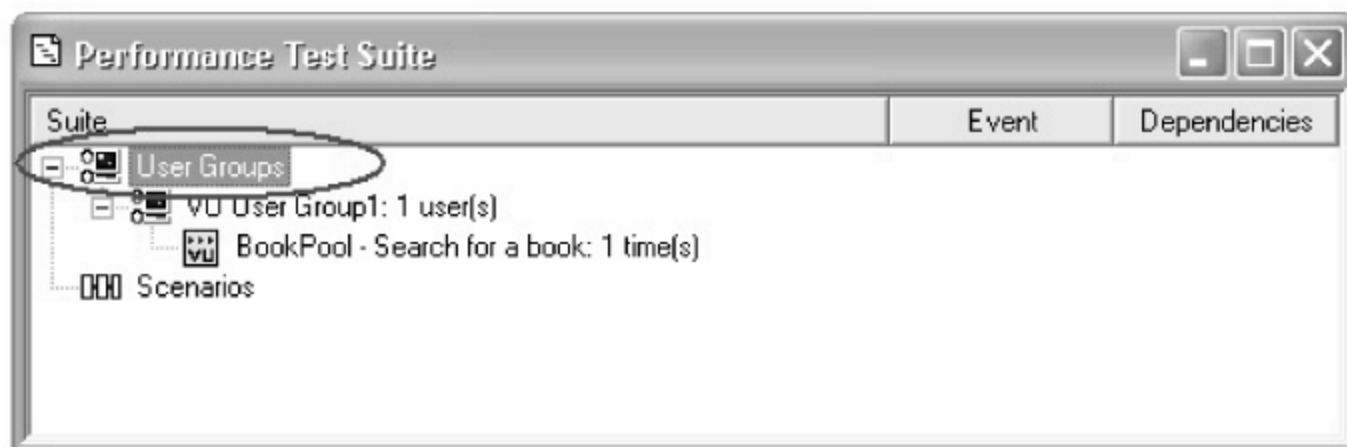 Performance Test Suite
Suite Event Dependencies
User Groups
VU User Group1: 1 user(s)
VU BookPool - Search for a book: 1 time(s)
Scenarios